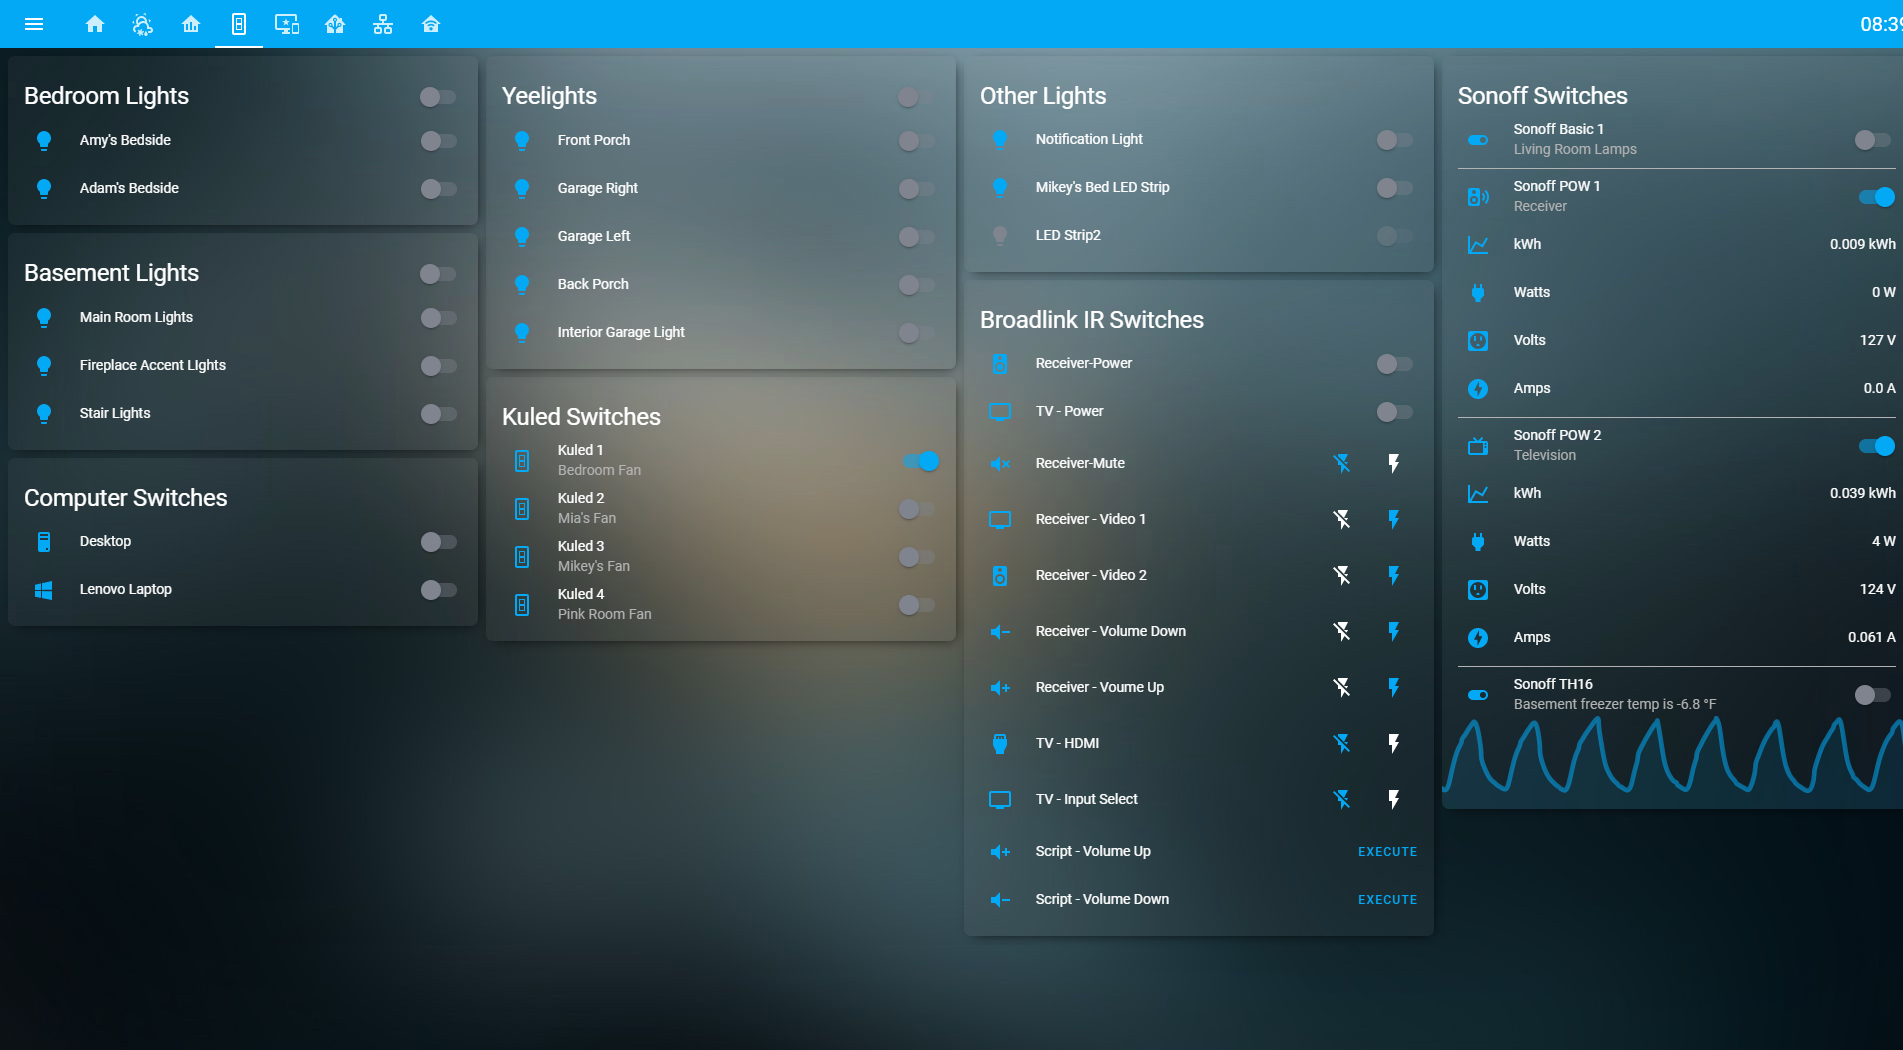 08:39
Bedroom Lights
Amy's Bedside
Adam's Bedside
Basement Lights
Main Room Lights
Fireplace Accent Lights
Stair Lights
Computer Switches
Desktop
Lenovo Laptop
Yeelights
Front Porch
Garage Right
Garage Left
Back Porch
Interior Garage Light
Kuled Switches
Kuled 1
Bedroom Fan
Kuled 2
Mia's Fan
Kuled 3
Mikey's Fan
Kuled 4
Pink Room Fan
Other Lights
Notification Light
Mikey's Bed LED Strip
LED Strip2
Broadlink IR Switches
Receiver-Power
TV - Power
Receiver-Mute
Receiver - Video 1
Receiver - Video 2
Receiver - Volume Down
Receiver - Voume Up
TV - HDMI
TV - Input Select
Script - Volume Up EXECUTE
Script - Volume Down EXECUTE
Sonoff Switches
Sonoff Basic 1
Living Room Lamps
Sonoff POW 1
Receiver
kWh 0.009 kWh
Watts 0 W
Volts 127 V
Amps 0.0 A
Sonoff POW 2
Television
kWh 0.039 kWh
Watts 4 W
Volts 124 V
Amps 0.061 A
Sonoff TH16
Basement freezer temp is -6.8 °F